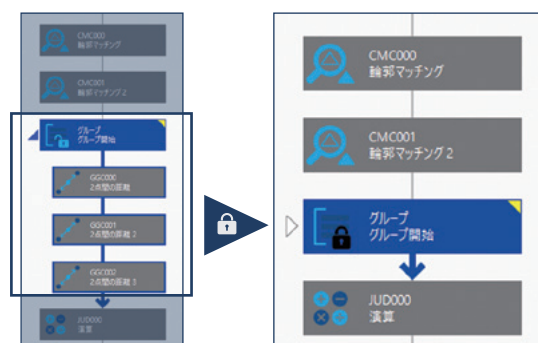 CMC000
輪郭マッチング
CMC001
輪郭マッチング 2
グループ
グループ開始
GGC000
2点間の距離
GGC001
2点間の距離 2
GGC002
2点間の距離 3
JUD000
演算
CMC000
輪郭マッチング
CMC001
輪郭マッチング 2
グループ
グループ開始
JUD000
演算